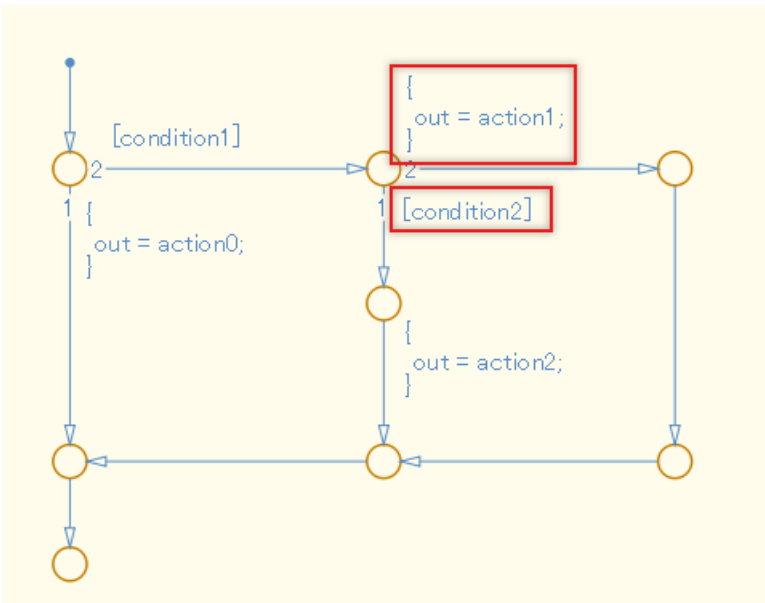 {
out = action1;
}
[condition1]
2
2
1
{
out = action0;
}
1
[condition2]
{
out = action2;
}